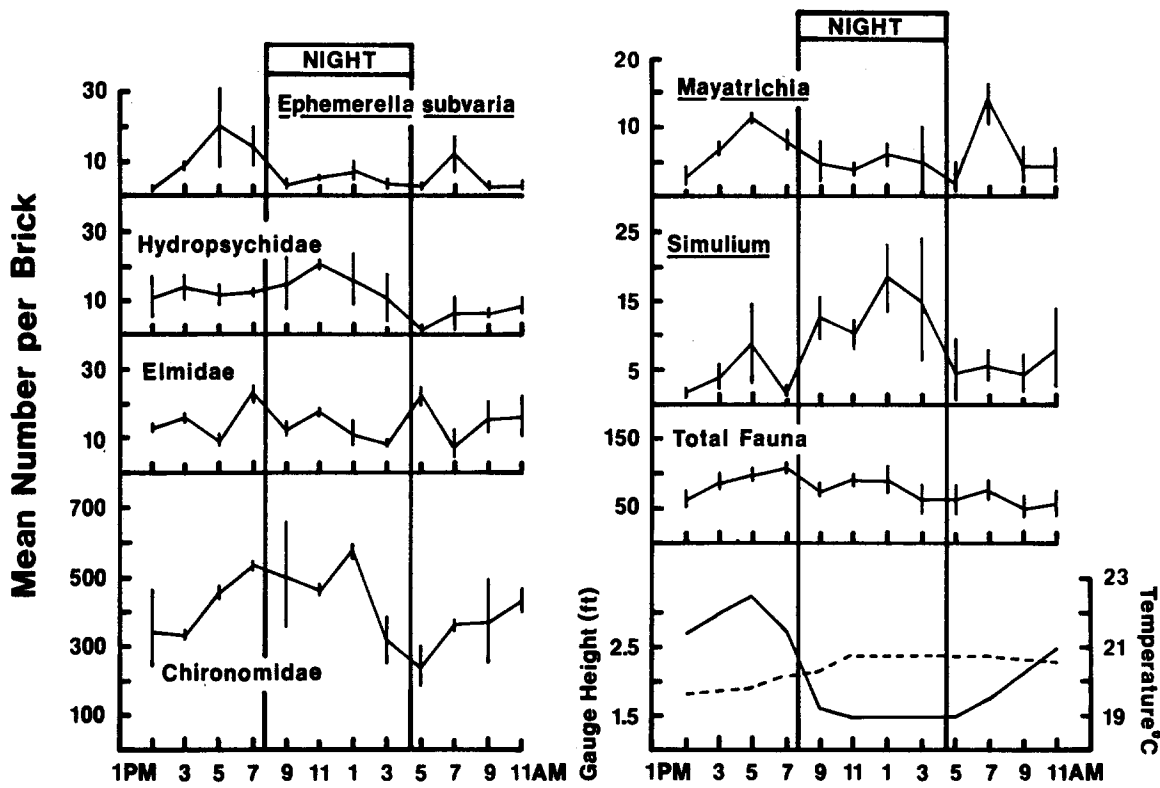 NIGHT
Ephemerella subvaria
30
10
Hydropsychidae
30
10
Elmidae
30
10
700
500
300
100
Chironomidae
Mean Number per Brick
1PM 3 5 7 9 11 1 3 5 7 9 11AM
NIGHT
20
10
Mayatrichia
25
15
5
Simulium
150
50
Total Fauna
2.5
1.5
Gauge Height (ft)
23
21
19
Temperature°C
1PM 3 5 7 9 11 1 3 5 7 9 11AM